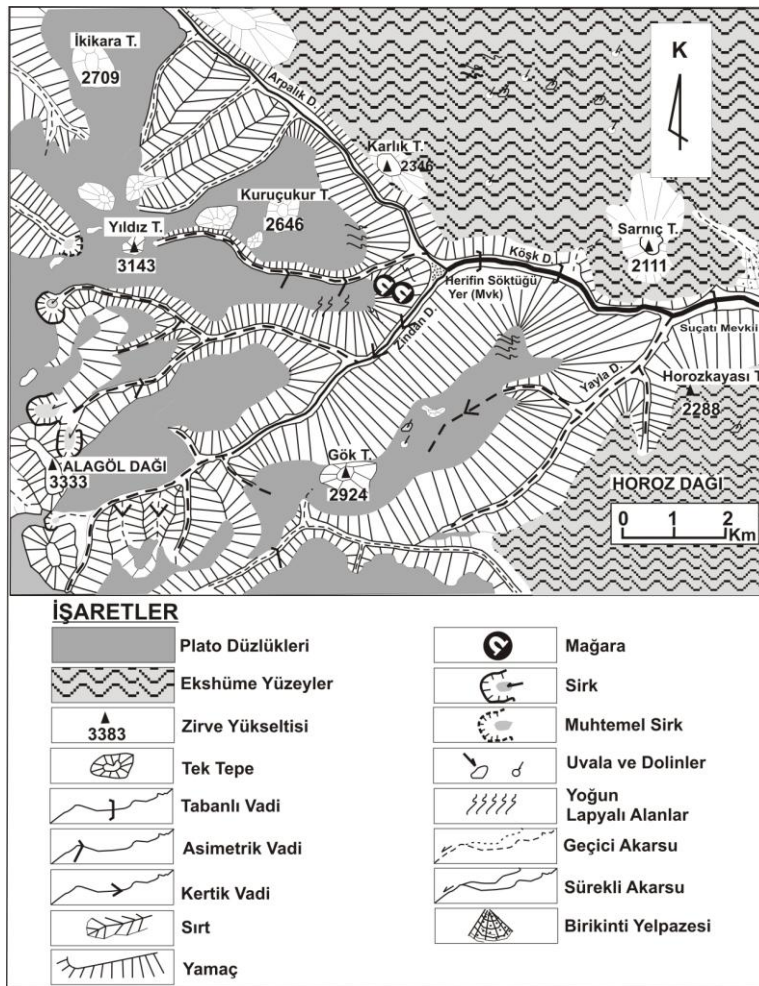 İkikara T.
2709
Arpalık D.
K
Karlık T.
2346
Kuruçukur T.
2646
Yıldız T.
3143
Sarnıç T.
2111
Köşk D.
Herifin Söktüğü
Yer (Mvk)
Zindan D.
Suçatı Mevkii
Yayla D.
Horozkayası T.
2288
ALAGÖL DAĞI
3333
Gök T.
2924
HOROZ DAĞI
0 1 2
Km
İŞARETLER
Plato Düzlükleri
Ekshüme Yüzeyler
3383
Zirve Yükseltisi
Tek Tepe
Tabanlı Vadi
Asimetrik Vadi
Kertik Vadi
Sırt
Yamaç
Mağara
Sirk
Muhtemel Sirk
Uvala ve Dolinler
Yoğun
Lapyalı Alanlar
Geçici Akarsu
Sürekli Akarsu
Birikinti Yelpazesi